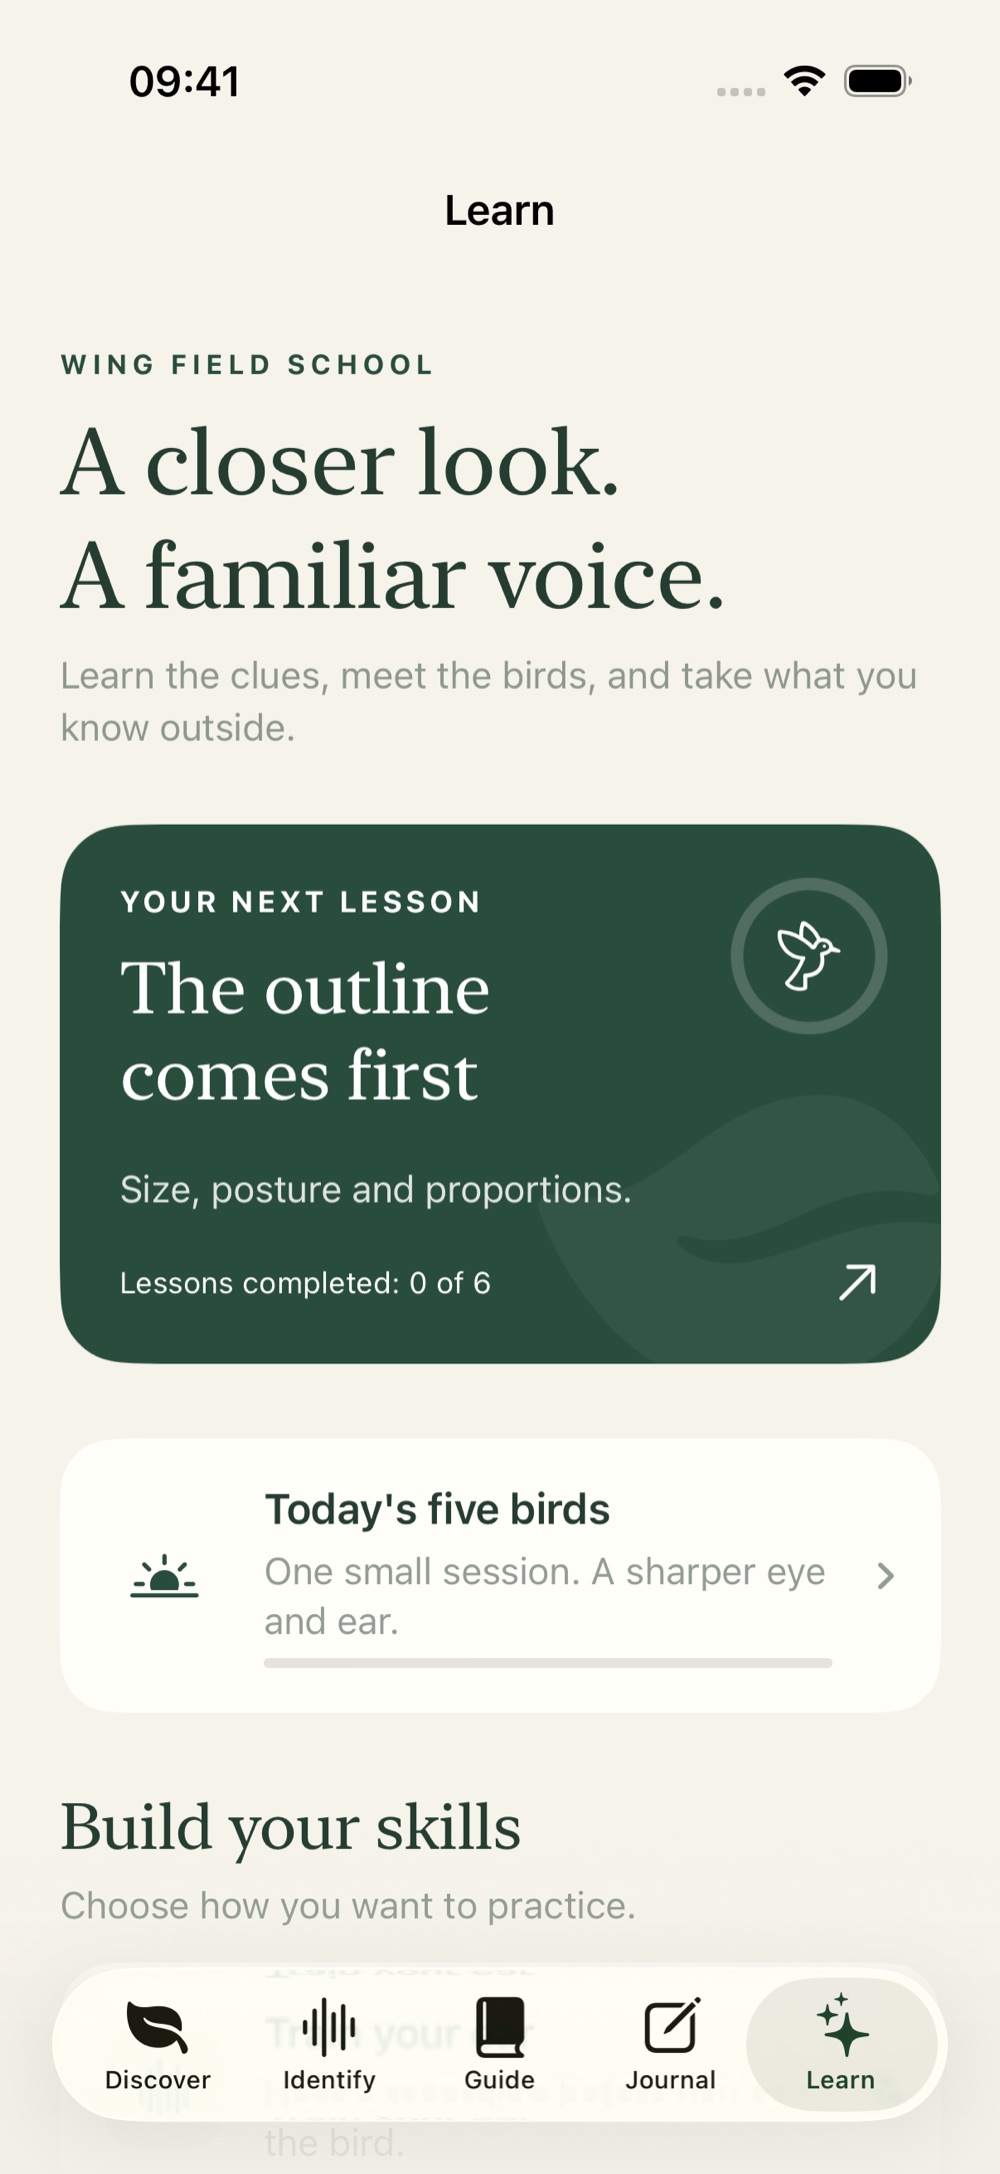 09:41
Learn
WING FIELD SCHOOL
A closer look.
A familiar voice.
Learn the clues, meet the birds, and take what you
know outside.
YOUR NEXT LESSON
The outline
comes first
Size, posture and proportions.
Lessons completed: 0 of 6
Today's five birds
One small session. A sharper eye
and ear.
Build your skills
Choose how you want to practice.
Train your ear
Discover
Identify
Guide
Journal
Learn
the bird.